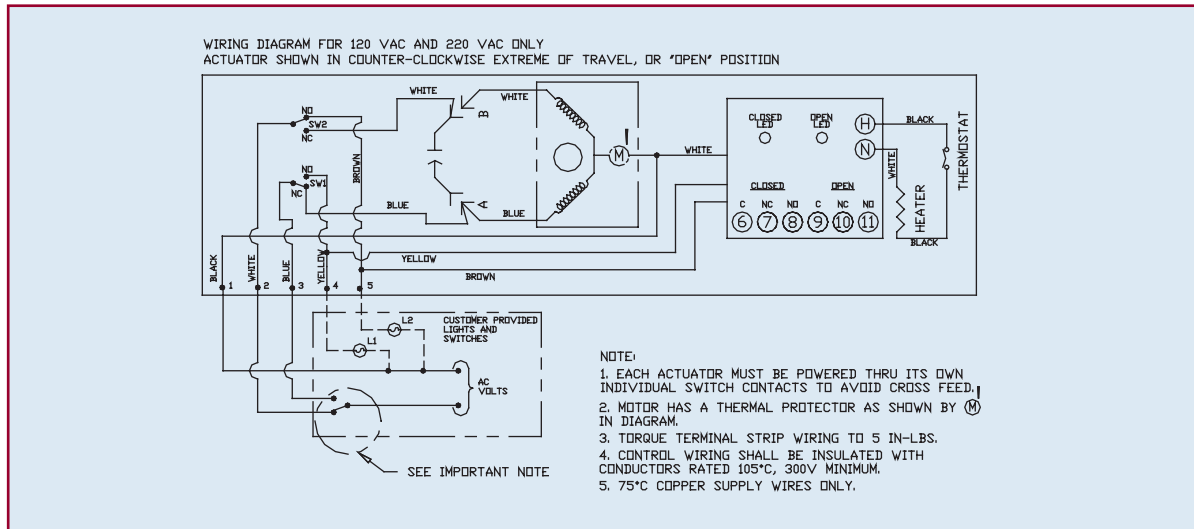 WIRING DIAGRAM FOR 120 VAC AND 220 VAC ONLY
ACTUATOR SHOWN IN COUNTER-CLOCKWISE EXTREME OF TRAVEL, OR "OPEN" POSITION
WHITE
WHITE
NO
SW2
NC
B
BROWN
NO
SW1
NC
BLUE
A
BLUE
M
!
WHITE
CLOSED
LED
OPEN
LED
H
N
BLACK
WHITE
HEATER
BLACK
THERMOSTAT
CLOSED
OPEN
C NC NO C NC NO
6 7 8 9 10 11
BLACK
WHITE
BLUE
YELLOW
YELLOW
BROWN
1 2 3 4 5
CUSTOMER PROVIDED
LIGHTS AND
SWITCHES
L2
L1
AC
VOLTS
SEE IMPORTANT NOTE
NOTE:
1. EACH ACTUATOR MUST BE POWERED THRU ITS OWN
INDIVIDUAL SWITCH CONTACTS TO AVOID CROSS FEED.
2. MOTOR HAS A THERMAL PROTECTOR AS SHOWN BY M !
IN DIAGRAM.
3. TORQUE TERMINAL STRIP WIRING TO 5 IN-LBS.
4. CONTROL WIRING SHALL BE INSULATED WITH
CONDUCTORS RATED 105°C, 300V MINIMUM.
5. 75°C COPPER SUPPLY WIRES ONLY.